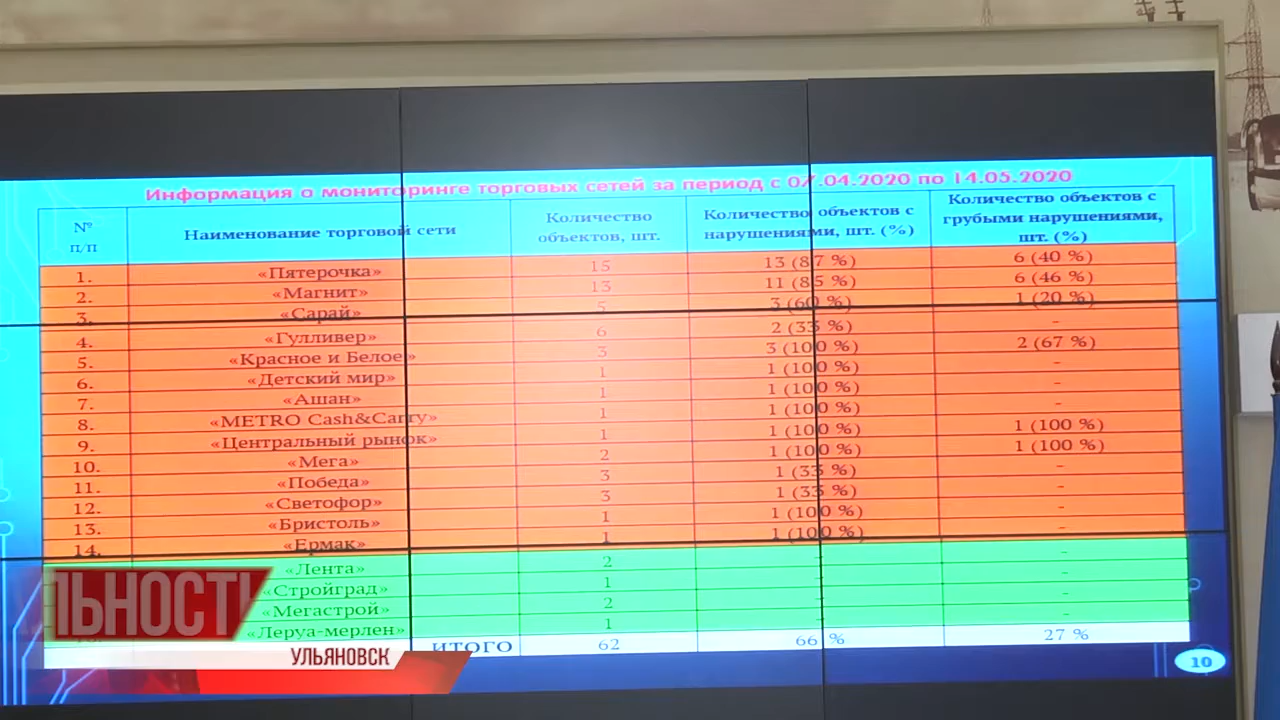 Информация о мониторинге торговых сетей за период с 07.04.2020 по 14.05.2020
№ п/п Наименование торговой сети Количество объектов, шт. Количество объектов с нарушениями, шт. (%) Количество объектов с грубыми нарушениями, шт. (%)
1. «Пятерочка» 15 13 (87 %) 6 (40 %)
2. «Магнит» 13 11 (85 %) 6 (46 %)
3. «Сарай» 5 3 (60 %) 1 (20 %)
4. «Гулливер» 6 2 (33 %) -
5. «Красное и Белое» 3 3 (100 %) 2 (67 %)
6. «Детский мир» 1 1 (100 %) -
7. «Ашан» 1 1 (100 %) -
8. «METRO Cash&Carry» 1 1 (100 %) -
9. «Центральный рынок» 1 1 (100 %) 1 (100 %)
10. «Мега» 2 1 (100 %) 1 (100 %)
11. «Победа» 3 1 (33 %) -
12. «Светофор» 3 1 (33 %) -
13. «Бристоль» 1 1 (100 %) -
14. «Ермак» 1 1 (100 %) -
«Лента» 2 - -
«Стройград» 1 - -
«Мегастрой» 2 - -
«Леруа-мерлен» 1 - -
ИТОГО 62 66 % 27 %
10
ЛЬНОСТЬ
УЛЬЯНОВСК